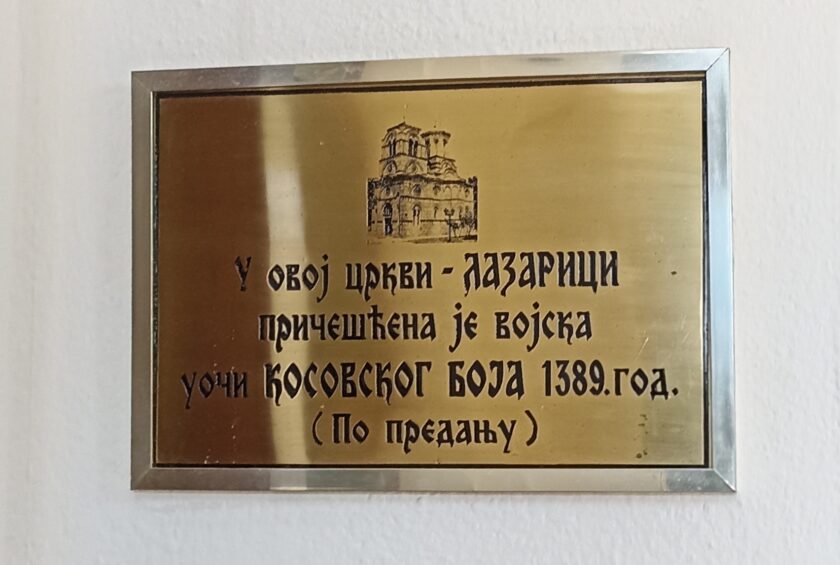 У овој цркви - ЛАЗАРИЦИ
причешћена је војска
уочи КОСОВСКОГ БОЈА 1389.год.
(По предању)